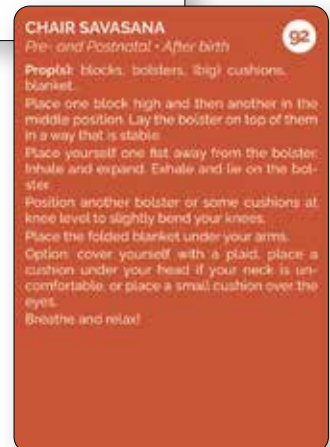 CHAIR SAVASANA
92
Pre- and Postnatal • After birth
Prop(s): blocks, bolsters, (big) cushions,
blanket.
Place one block high and then another in the
middle position. Lay the bolster on top of them
in a way that is stable.
Place yourself one fist away from the bolster.
Inhale and expand. Exhale and lie on the bol-
ster.
Position another bolster or some cushions at
knee level to slightly bend your knees.
Place the folded blanket under your arms.
Option: cover yourself with a plaid, place a
cushion under your head if your neck is un-
comfortable, or place a small cushion over the
eyes.
Breathe and relax!